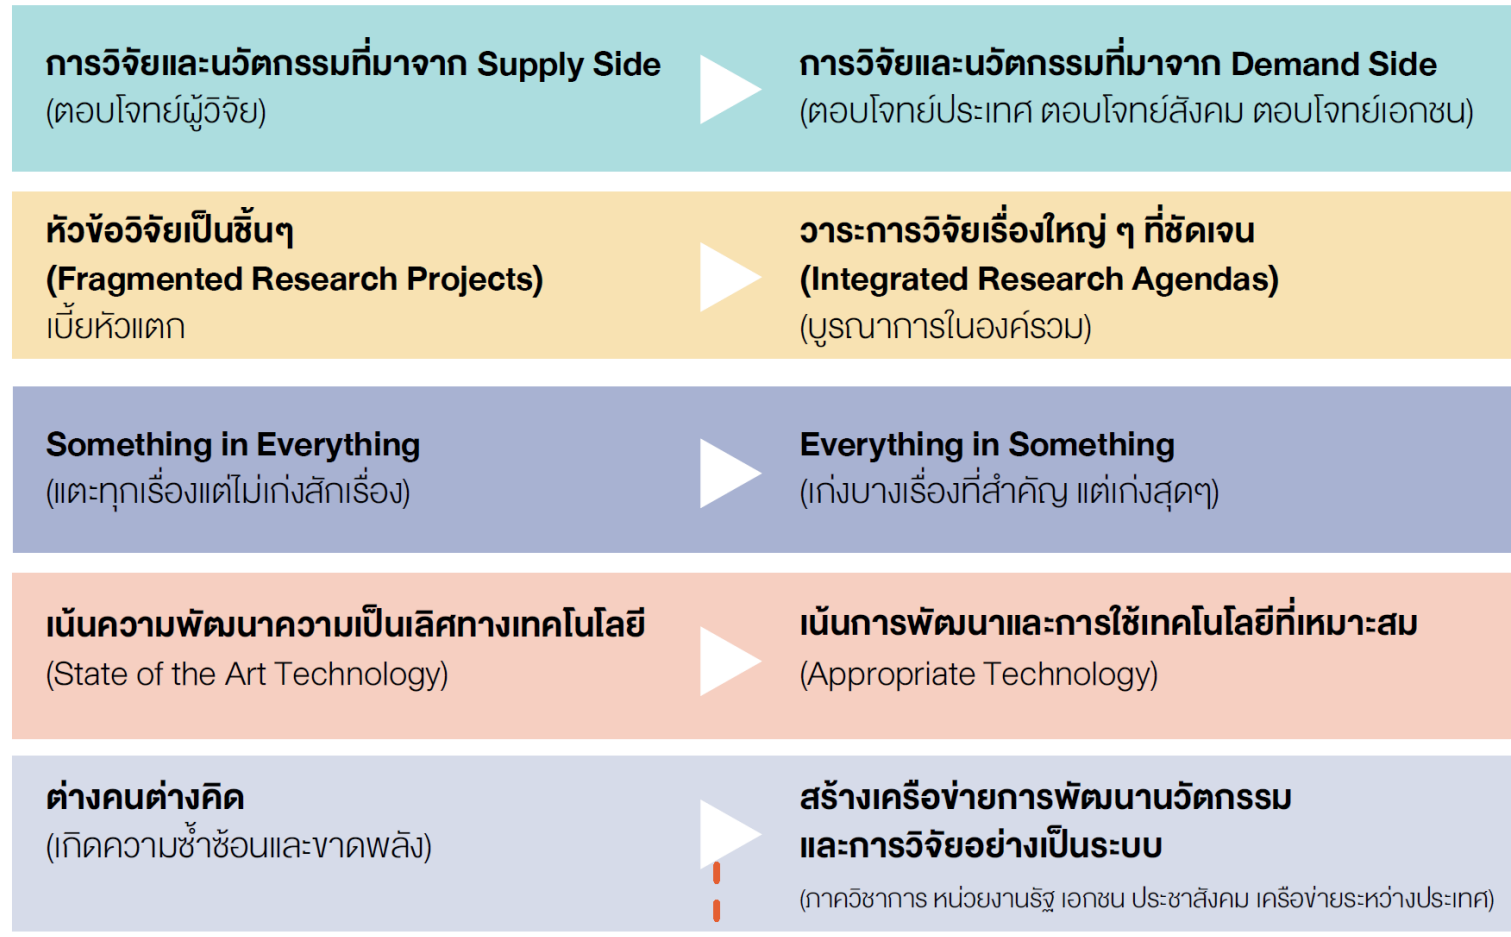 การวิจัยและนวัตกรรมที่มาจาก Supply Side
(ตอบโจทย์ผู้วิจัย)
การวิจัยและนวัตกรรมที่มาจาก Demand Side
(ตอบโจทย์ประเทศ ตอบโจทย์สังคม ตอบโจทย์เอกชน)
หัวข้อวิจัยเป็นชิ้นๆ
(Fragmented Research Projects)
เบี้ยหัวแตก
วาระการวิจัยเรื่องใหญ่ ๆ ที่ชัดเจน
(Integrated Research Agendas)
(บูรณาการในองค์รวม)
Something in Everything
(แตะทุกเรื่องแต่ไม่เก่งสักเรื่อง)
Everything in Something
(เก่งบางเรื่องที่สำคัญ แต่เก่งสุดๆ)
เน้นความพัฒนาความเป็นเลิศทางเทคโนโลยี
(State of the Art Technology)
เน้นการพัฒนาและการใช้เทคโนโลยีที่เหมาะสม
(Appropriate Technology)
ต่างคนต่างคิด
(เกิดความซ้ำซ้อนและขาดพลัง)
สร้างเครือข่ายการพัฒนานวัตกรรม
และการวิจัยอย่างเป็นระบบ
(ภาควิชาการ หน่วยงานรัฐ เอกชน ประชาสังคม เครือข่ายระหว่างประเทศ)